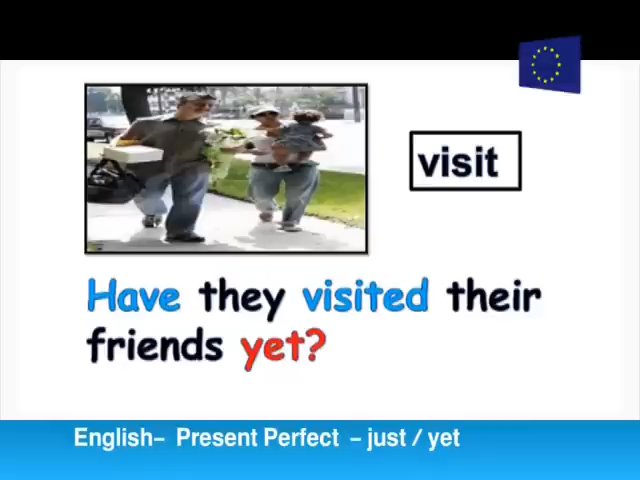 visit
Have they visited their
friends yet?
English– Present Perfect – just / yet